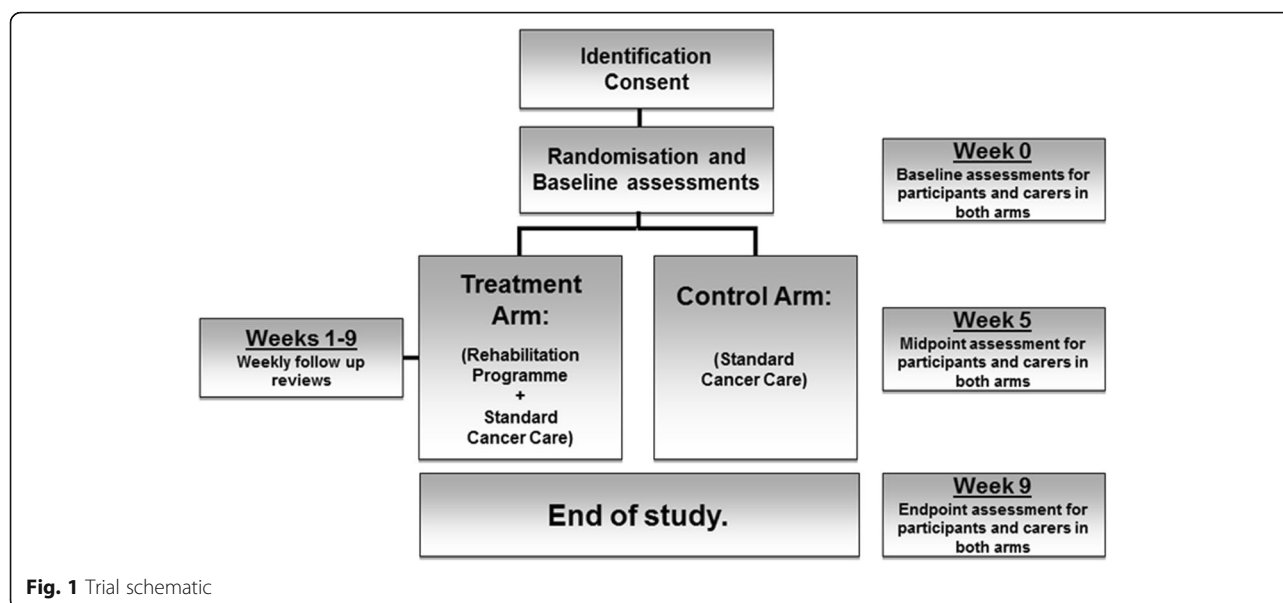 Identification
Consent
Randomisation and
Baseline assessments
Week 0
Baseline assessments for
participants and carers in
both arms
Weeks 1-9
Weekly follow up
reviews
Treatment
Arm:
(Rehabilitation
Programme
+
Standard
Cancer Care)
Control Arm:
(Standard
Cancer Care)
Week 5
Midpoint assessment for
participants and carers in
both arms
End of study.
Week 9
Endpoint assessment for
participants and carers in
both arms
Fig. 1 Trial schematic